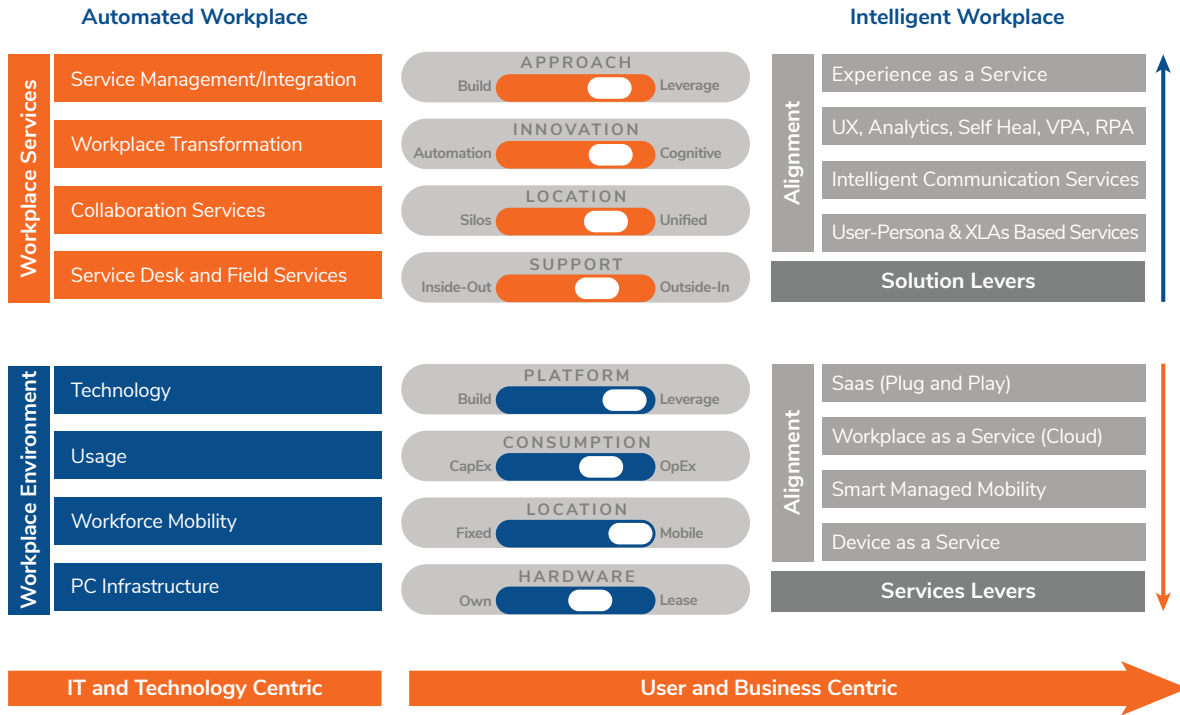 Automated Workplace
Intelligent Workplace
Workplace Services
Service Management/Integration
Workplace Transformation
Collaboration Services
Service Desk and Field Services
APPROACH
Build
Leverage
INNOVATION
Automation
Cognitive
LOCATION
Silos
Unified
SUPPORT
Inside-Out
Outside-In
Alignment
Experience as a Service
UX, Analytics, Self Heal, VPA, RPA
Intelligent Communication Services
User-Persona & XLAs Based Services
Solution Levers
Workplace Environment
Technology
Usage
Workforce Mobility
PC Infrastructure
PLATFORM
Build
Leverage
CONSUMPTION
CapEx
OpEx
LOCATION
Fixed
Mobile
HARDWARE
Own
Lease
Alignment
Saas (Plug and Play)
Workplace as a Service (Cloud)
Smart Managed Mobility
Device as a Service
Services Levers
IT and Technology Centric
User and Business Centric